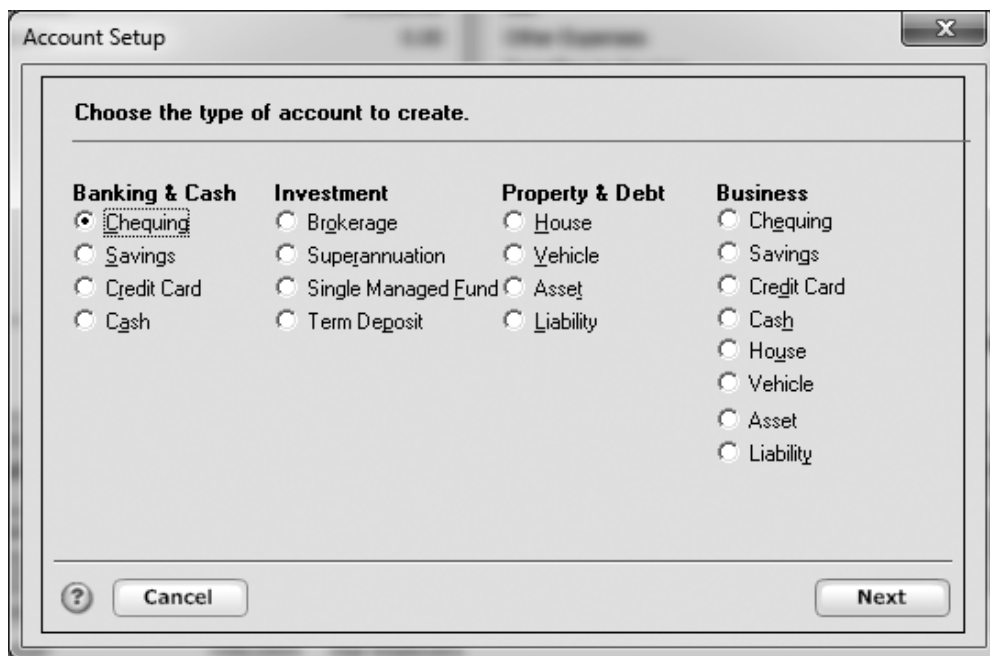 Account Setup
Other Expenses
Choose the type of account to create.
Banking & Cash
Chequing
Savings
Credit Card
Cash
Investment
Brokerage
Superannuation
Single Managed Fund
Term Deposit
Property & Debt
House
Vehicle
Asset
Liability
Business
Chequing
Savings
Credit Card
Cash
House
Vehicle
Asset
Liability
?
Cancel
Next